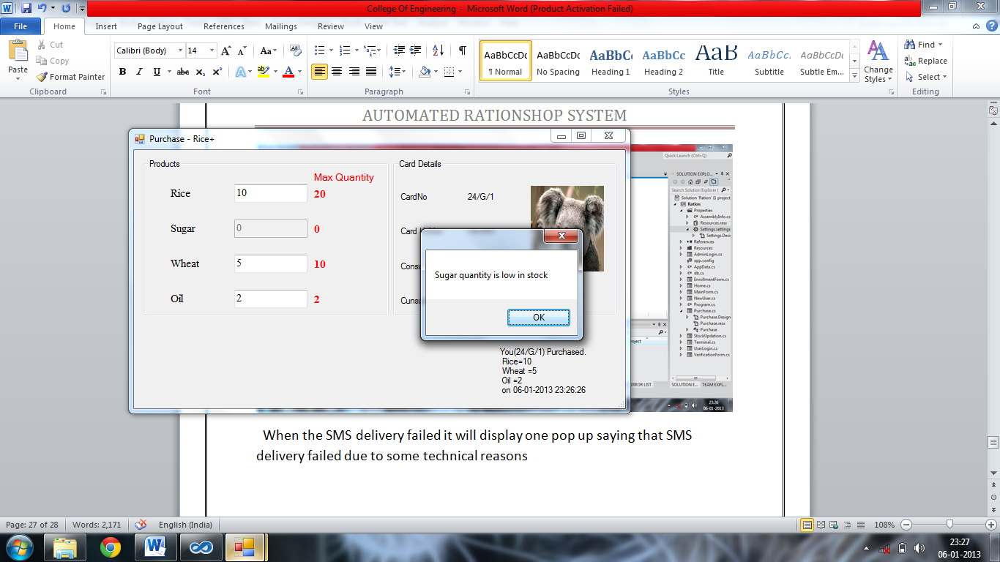 College Of Engineering - Microsoft Word (Product Activation Failed)
File Home Insert Page Layout References Mailings Review View
Paste
Cut
Copy
Format Painter
Clipboard
Calibri (Body) 14
Font
Paragraph
AaBbCcDc AaBbCcDc AaBbC AaBbCc AaB AaBbCc. AaBbCcDc
¶ Normal No Spacing Heading 1 Heading 2 Title Subtitle Subtle Em...
Change Styles
Styles
Find
Replace
Select
Editing
AUTOMATED RATIONSHOP SYSTEM
Purchase - Rice+
Products
Max Quantity
Rice 10 20
Sugar 0 0
Wheat 5 10
Oil 2 2
Card Details
CardNo 24/G/1
Card
Sugar quantity is low in stock
OK
You(24/G/1) Purchased.
Rice=10
Wheat =5
Oil =2
on 06-01-2013 23:26:26
Quick Launch (Ctrl+Q)
SOLUTION EXPLO...
Search Solution Explorer (
Solution 'Ration' (1 project
Ration
Properties
AssemblyInfo.cs
Resources.resx
Settings.settings
Settings.Desi
References
Resources
AdminLogin.cs
app.config
AppData.cs
db.cs
EnrollmentForm.cs
Home.cs
MainForm.cs
NewUser.cs
Program.cs
Purchase.cs
Purchase.Design
Purchase.resx
Purchase
StockUpdation.cs
Terminal.cs
UserLogin.cs
VerificationForm.cs
ERROR LIST
SOLUTION E... TEAM EXPL...
23:26
06-01-2013
When the SMS delivery failed it will display one pop up saying that SMS
delivery failed due to some technical reasons
Page: 27 of 28 Words: 2,171 English (India) 108%
23:27
06-01-2013